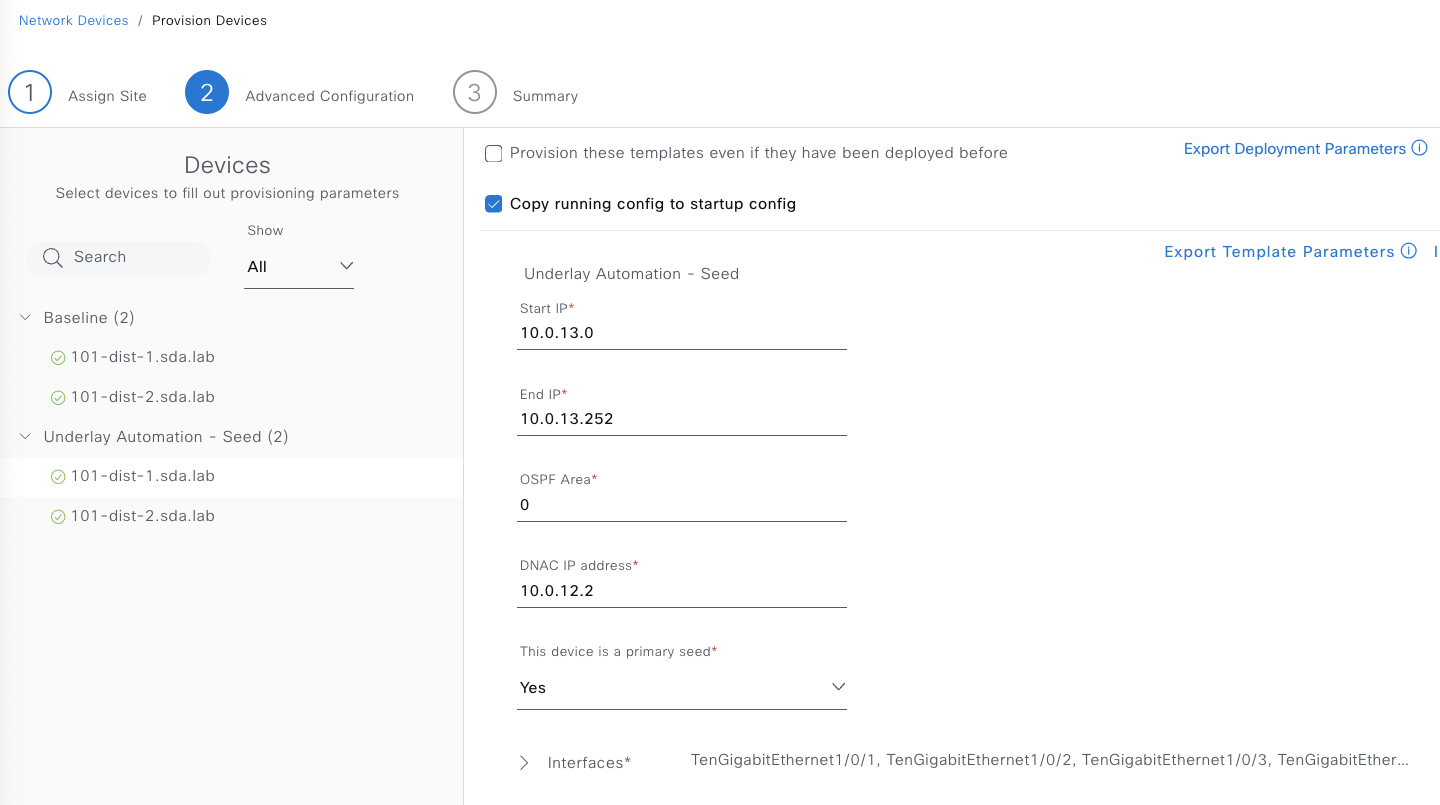 Network Devices / Provision Devices
1 Assign Site 2 Advanced Configuration 3 Summary
Devices
Select devices to fill out provisioning parameters
Show
Search
All
Baseline (2)
101-dist-1.sda.lab
101-dist-2.sda.lab
Underlay Automation - Seed (2)
101-dist-1.sda.lab
101-dist-2.sda.lab
Provision these templates even if they have been deployed before
Export Deployment Parameters
Copy running config to startup config
Export Template Parameters
Underlay Automation - Seed
Start IP*
10.0.13.0
End IP*
10.0.13.252
OSPF Area*
0
DNAC IP address*
10.0.12.2
This device is a primary seed*
Yes
Interfaces* TenGigabitEthernet1/0/1, TenGigabitEthernet1/0/2, TenGigabitEthernet1/0/3, TenGigabitEther...